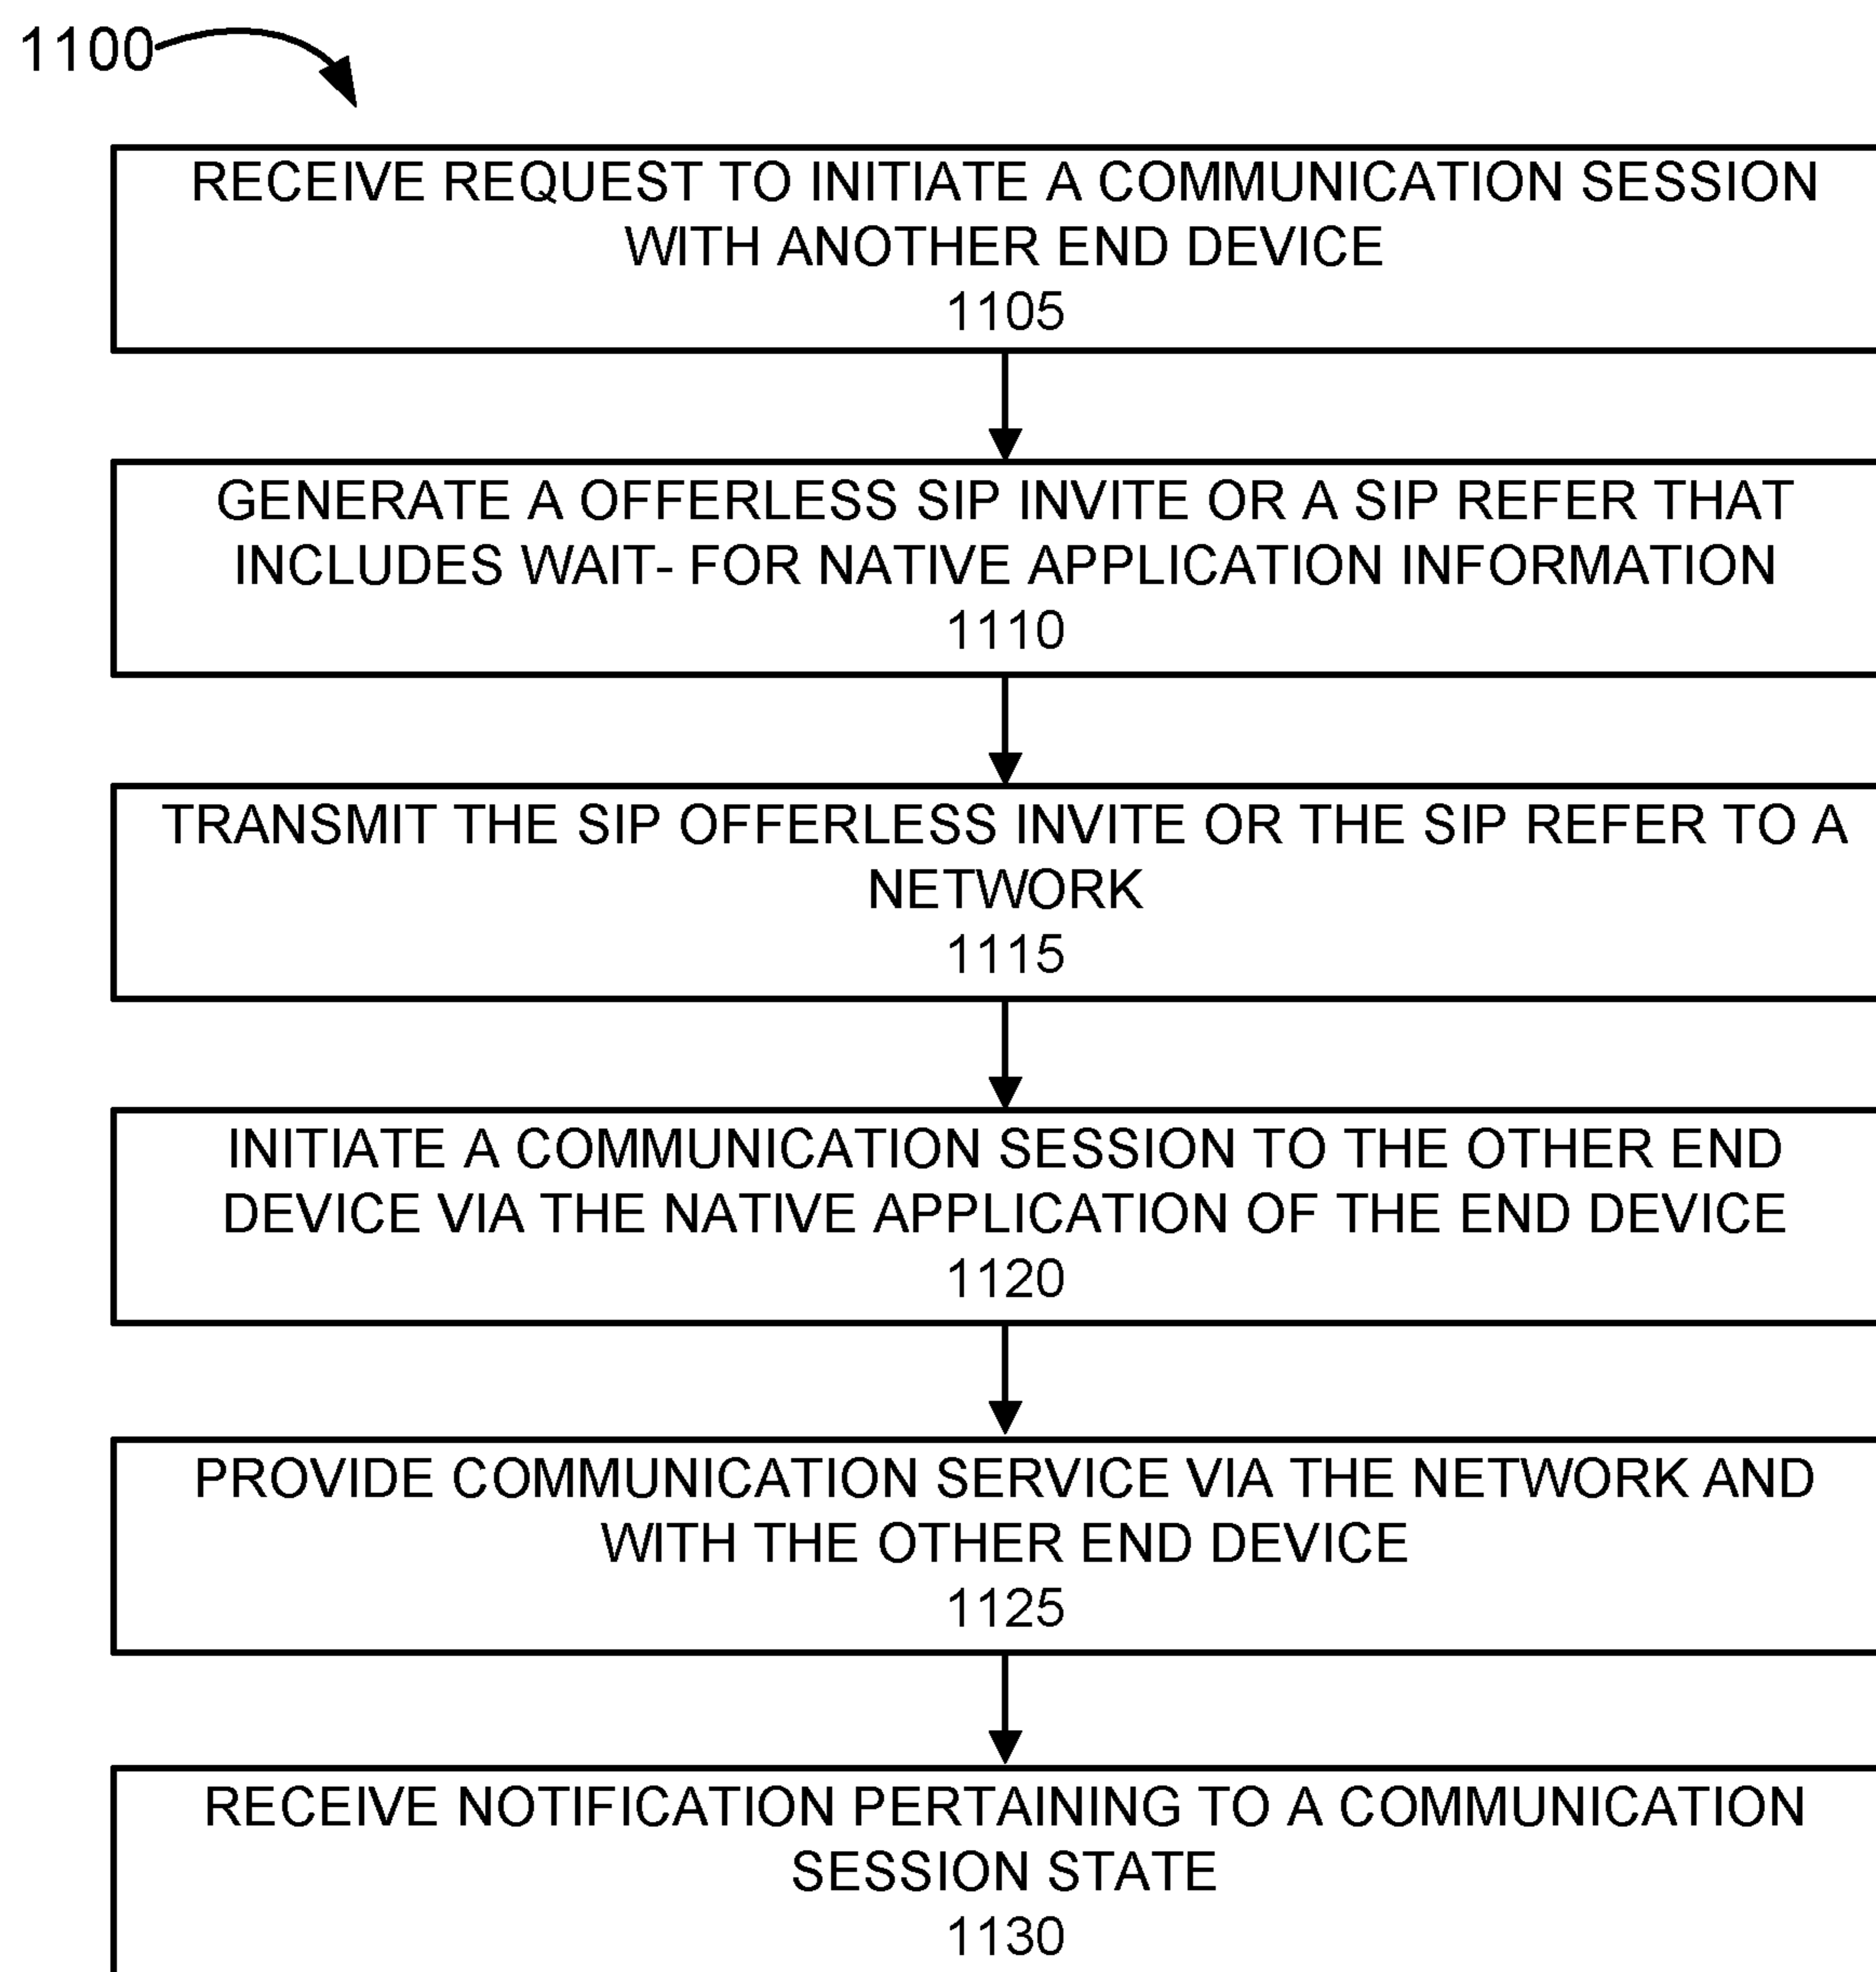 1100
RECEIVE REQUEST TO INITIATE A COMMUNICATION SESSION
WITH ANOTHER END DEVICE
1105
GENERATE A OFFERLESS SIP INVITE OR A SIP REFER THAT
INCLUDES WAIT- FOR NATIVE APPLICATION INFORMATION
1110
TRANSMIT THE SIP OFFERLESS INVITE OR THE SIP REFER TO A
NETWORK
1115
INITIATE A COMMUNICATION SESSION TO THE OTHER END
DEVICE VIA THE NATIVE APPLICATION OF THE END DEVICE
1120
PROVIDE COMMUNICATION SERVICE VIA THE NETWORK AND
WITH THE OTHER END DEVICE
1125
RECEIVE NOTIFICATION PERTAINING TO A COMMUNICATION
SESSION STATE
1130